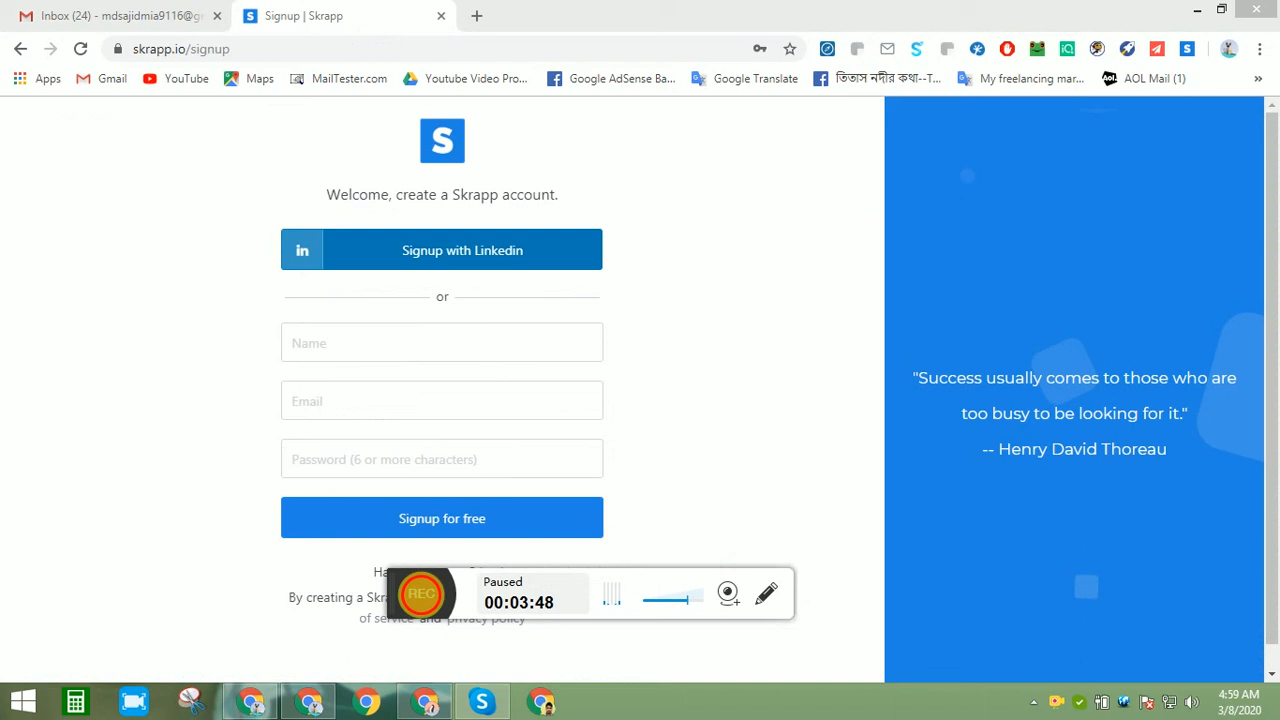 Inbox (24) - mdsajidmia9116@g
Signup | Skrapp
skrapp.io/signup
Apps
Gmail
YouTube
Maps
MailTester.com
Youtube Video Pro...
Google AdSense Ba...
Google Translate
তিতাস নদীর কথা--T...
My freelancing mar...
Aol.
AOL Mail (1)
»
S
Welcome, create a Skrapp account.
in
Signup with Linkedin
or
Name
Email
Password (6 or more characters)
Signup for free
Ha
By creating a Skra
of service and privacy policy
REC
Paused
00:03:48
"Success usually comes to those who are
too busy to be looking for it."
-- Henry David Thoreau
4:59 AM
3/8/2020